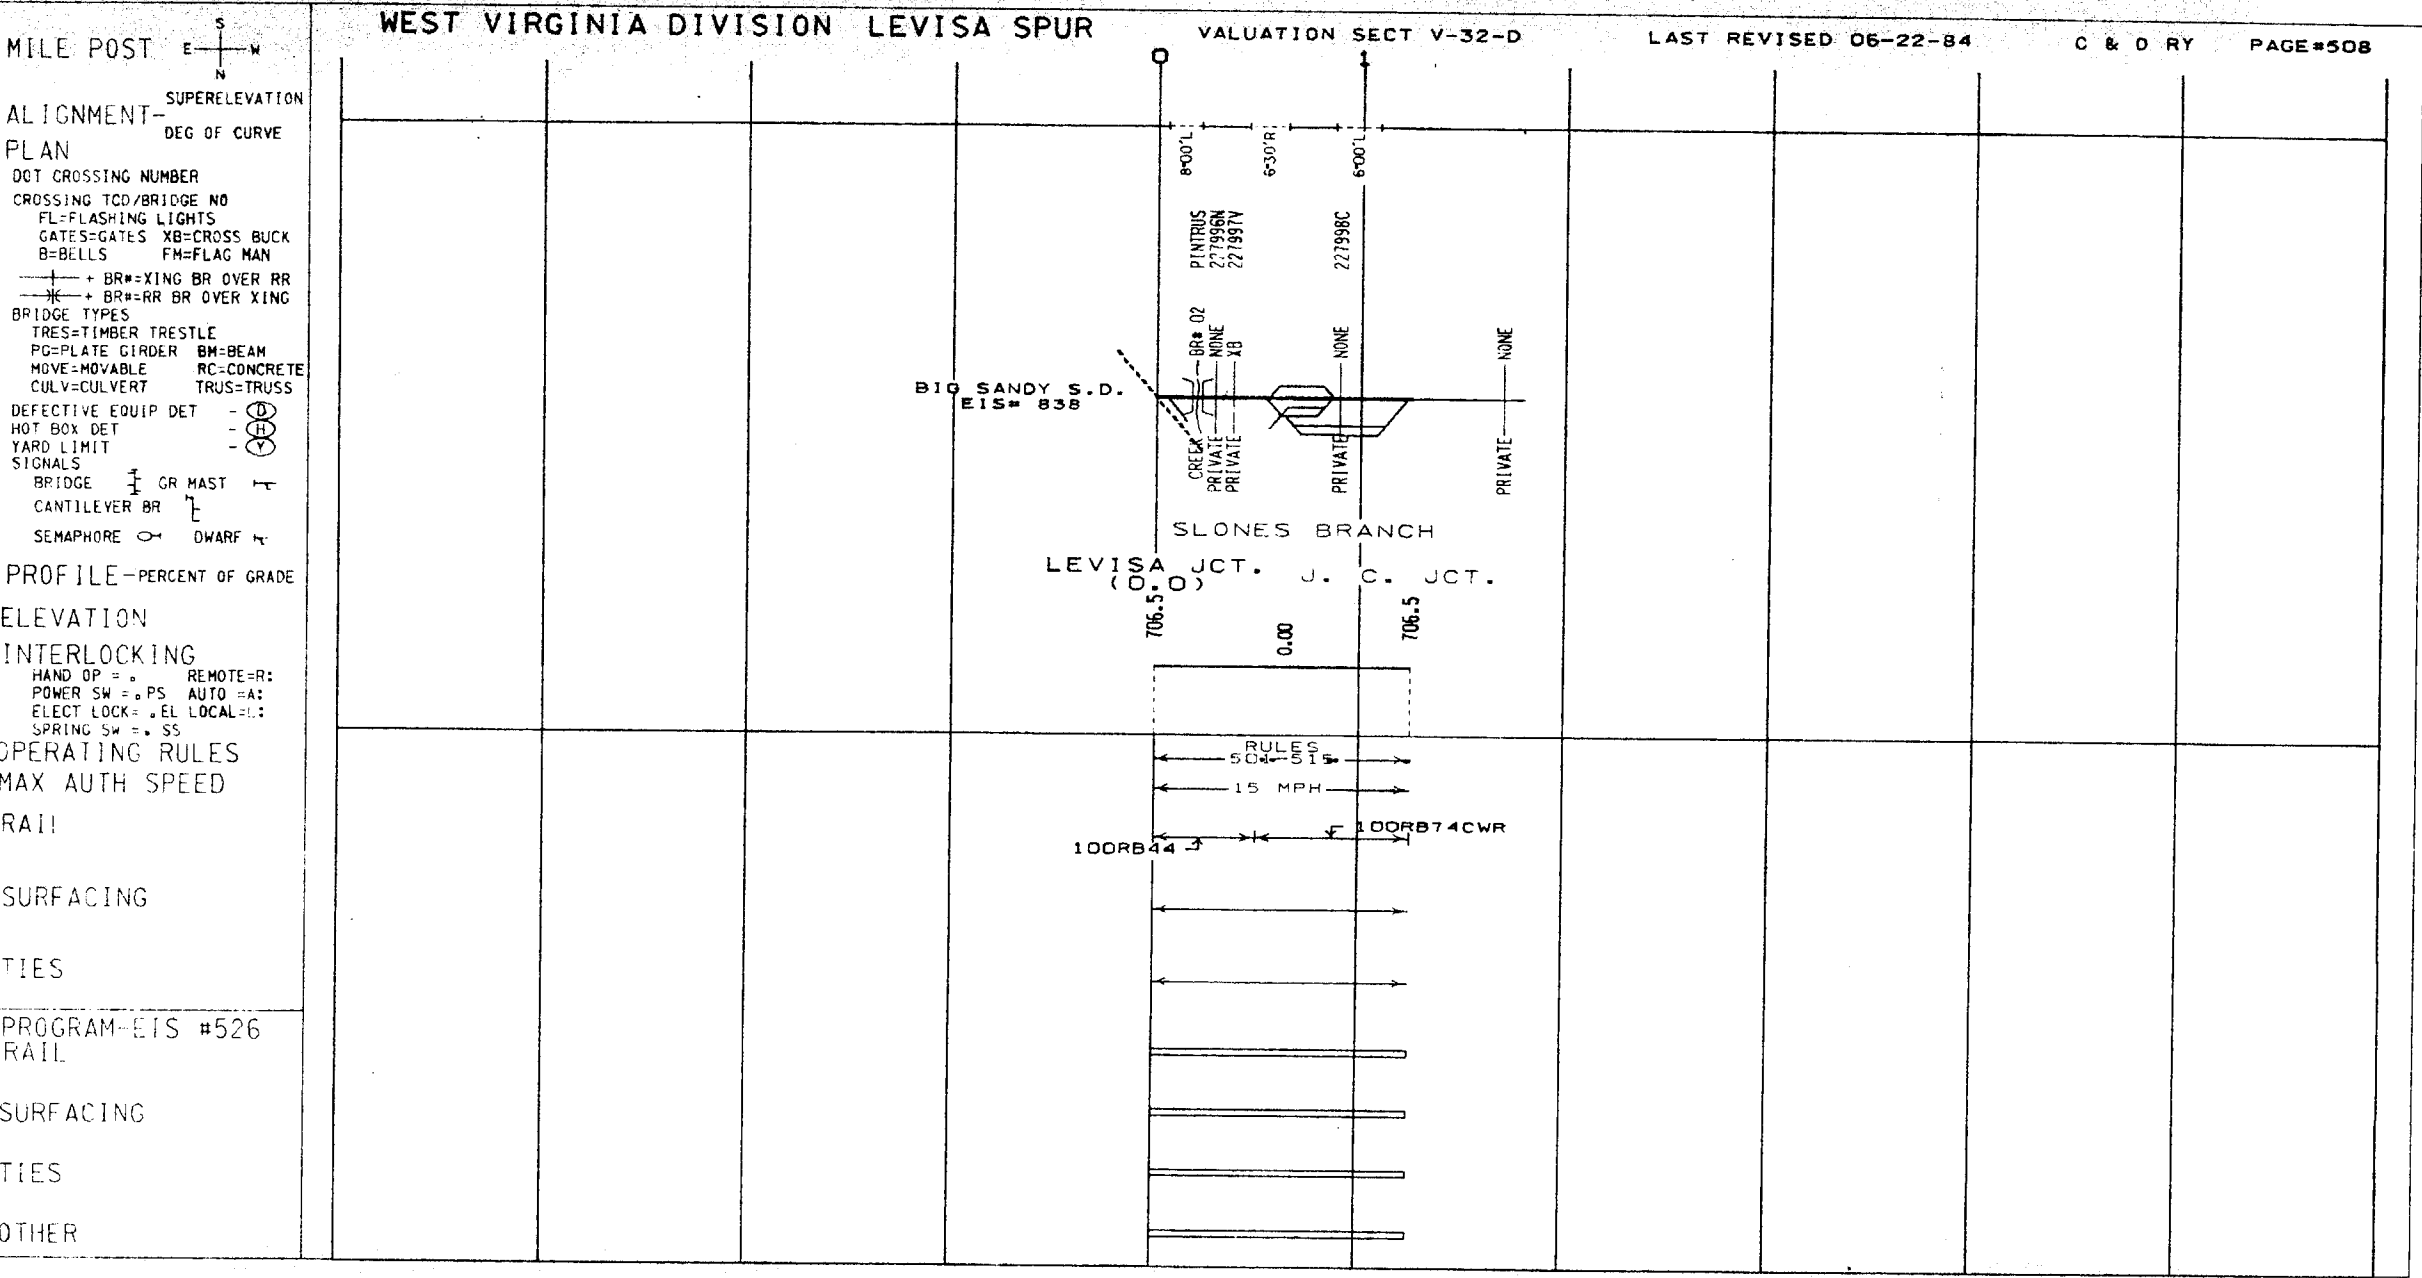 WEST VIRGINIA DIVISION LEVISA SPUR VALUATION SECT V-32-D LAST REVISED 06-22-84 C & O RY PAGE#508
MILE POST
S
E W
N
0 1
SUPERELEVATION
ALIGNMENT-
DEG OF CURVE
8-00'L 6-30'R 6-00'L
PLAN
DOT CROSSING NUMBER
PINTRUS
227996N
227997V
227998C
CROSSING TCD/BRIDGE NO
FL=FLASHING LIGHTS
GATES=GATES XB=CROSS BUCK
B=BELLS FM=FLAG MAN
+ BR#=XING BR OVER RR
+ BR#=RR BR OVER XING
BRIDGE TYPES
TRES=TIMBER TRESTLE
PG=PLATE GIRDER BM=BEAM
MOVE=MOVABLE RC=CONCRETE
CULV=CULVERT TRUS=TRUSS
DEFECTIVE EQUIP DET - D
HOT BOX DET - H
YARD LIMIT - Y
SIGNALS
BRIDGE GR MAST
CANTILEVER BR
SEMAPHORE DWARF
BR# 02
NONE
XB
NONE
NONE
BIG SANDY S.D.
EIS# 838
CREEK
PRIVATE
PRIVATE
PRIVATE
PRIVATE
SLONES BRANCH
LEVISA JCT. J. C. JCT.
(0.0)
PROFILE-PERCENT OF GRADE
706.5 0.00 706.5
ELEVATION
INTERLOCKING
HAND OP = . REMOTE=R:
POWER SW = .PS AUTO =A:
ELECT LOCK= .EL LOCAL=L:
SPRING SW =. SS
OPERATING RULES
RULES
501-515
MAX AUTH SPEED
15 MPH
RAIL
100RB44
100RB74CWR
SURFACING
TIES
PROGRAM-EIS #526
RAIL
SURFACING
TIES
OTHER